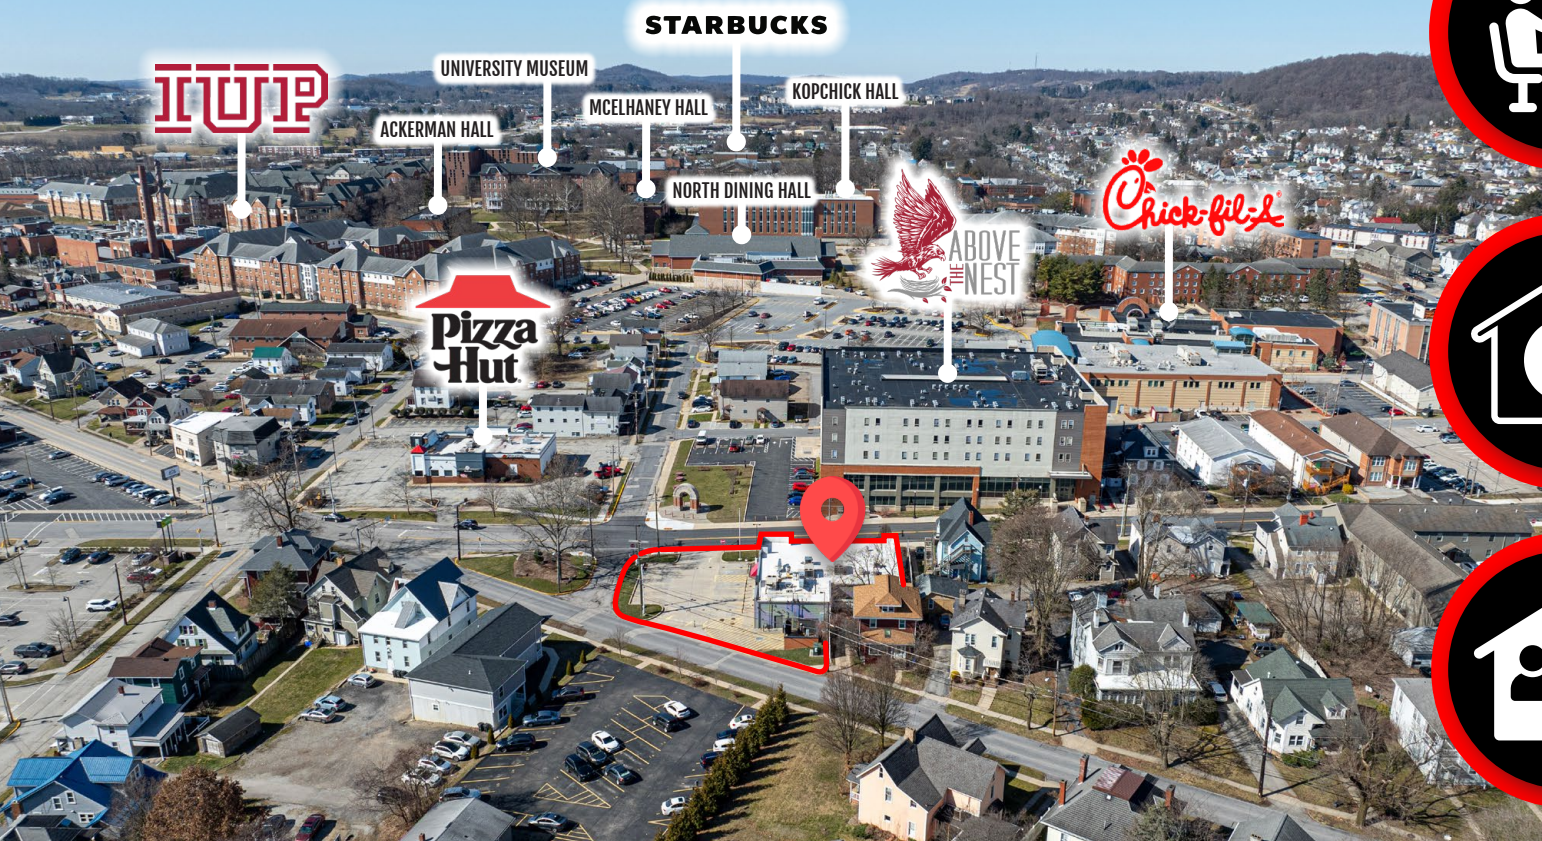 STARBUCKS
UNIVERSITY MUSEUM
IUP
MCELHANEY HALL
KOPCHICK HALL
ACKERMAN HALL
NORTH DINING HALL
Chick-fil-A
ABOVE
THE NEST
Pizza
Hut